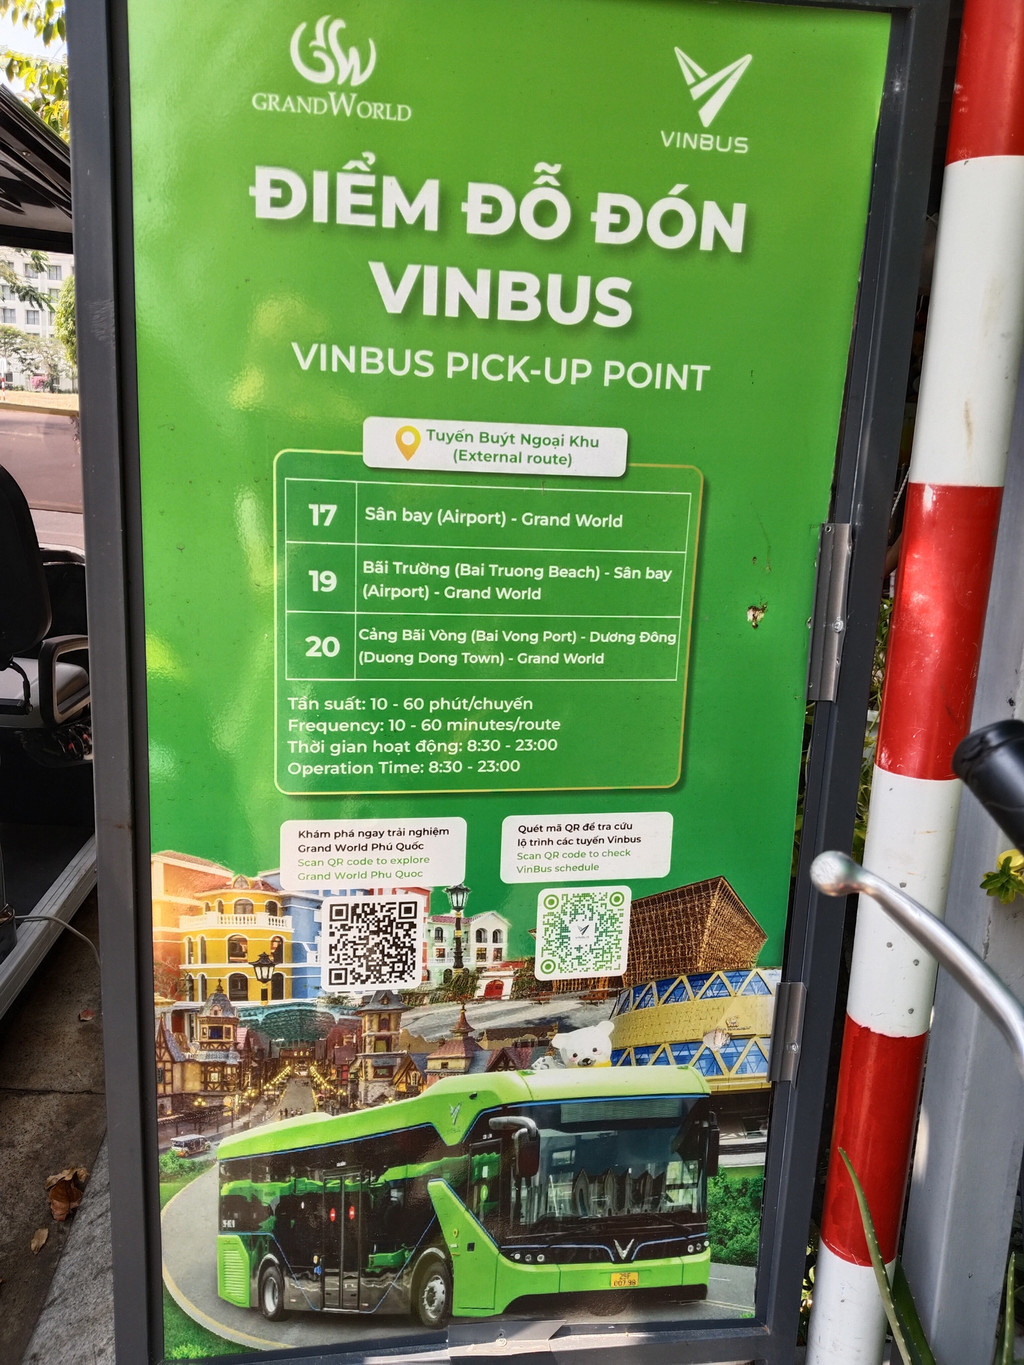 GRANDWORLD
VINBUS
ĐIỂM ĐỖ ĐÓN
VINBUS
VINBUS PICK-UP POINT
Tuyến Buýt Ngoại Khu
(External route)
17 Sân bay (Airport) - Grand World
19 Bãi Trường (Bai Truong Beach) - Sân bay
(Airport) - Grand World
20 Cảng Bãi Vòng (Bai Vong Port) - Dương Đông
(Duong Dong Town) - Grand World
Tần suất: 10 - 60 phút/chuyến
Frequency: 10 - 60 minutes/route
Thời gian hoạt động: 8:30 - 23:00
Operation Time: 8:30 - 23:00
Khám phá ngay trải nghiệm
Grand World Phú Quốc
Scan QR code to explore
Grand World Phu Quoc
Quét mã QR để tra cứu
lộ trình các tuyến Vinbus
Scan QR code to check
VinBus schedule